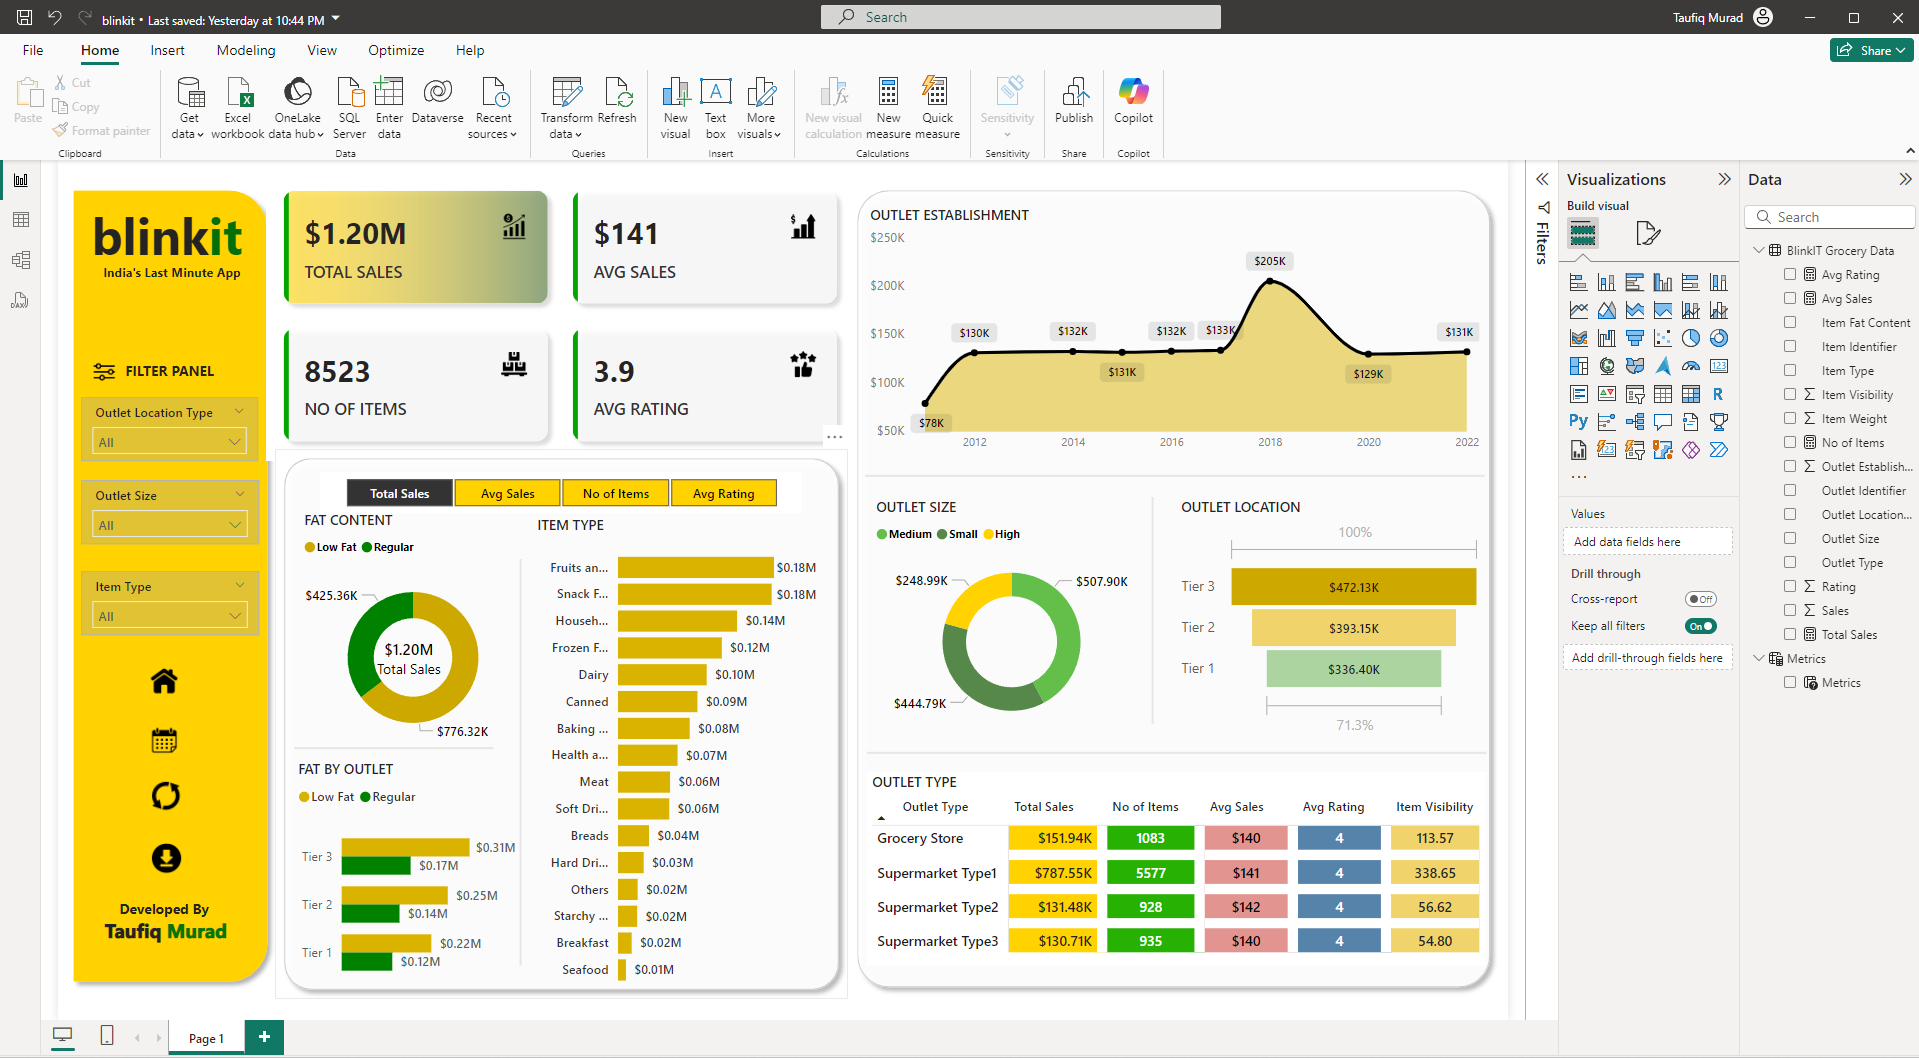 blinkit • Last saved: Yesterday at 10:44 PM
Search
Taufiq Murad
File Home Insert Modeling View Optimize Help
Share
Paste
Cut
Copy
Format painter
Clipboard
Get data
Excel workbook
OneLake data hub
SQL Server
Enter data
Dataverse
Recent sources
Data
Transform data
Refresh
Queries
New visual
Text box
More visuals
Insert
New visual calculation
New measure
Quick measure
Calculations
Sensitivity
Sensitivity
Publish
Share
Copilot
Copilot
blinkit
India's Last Minute App
FILTER PANEL
Outlet Location Type
All
Outlet Size
All
Item Type
All
Developed By
Taufiq Murad
$1.20M
TOTAL SALES
$141
AVG SALES
8523
NO OF ITEMS
3.9
AVG RATING
Total Sales
Avg Sales
No of Items
Avg Rating
FAT CONTENT
Low Fat Regular
$425.36K
$1.20M
Total Sales
$776.32K
FAT BY OUTLET
Low Fat Regular
Tier 3 $0.31M
$0.17M
Tier 2 $0.25M
$0.14M
Tier 1 $0.22M
$0.12M
ITEM TYPE
Fruits an... $0.18M
Snack F... $0.18M
Househ... $0.14M
Frozen F... $0.12M
Dairy $0.10M
Canned $0.09M
Baking ... $0.08M
Health a... $0.07M
Meat $0.06M
Soft Dri... $0.06M
Breads $0.04M
Hard Dri... $0.03M
Others $0.02M
Starchy ... $0.02M
Breakfast $0.02M
Seafood $0.01M
OUTLET ESTABLISHMENT
$250K
$200K
$150K
$100K
$50K
$78K
$130K
$132K
$131K
$132K
$133K
$205K
$129K
$131K
2012 2014 2016 2018 2020 2022
OUTLET SIZE
Medium Small High
$248.99K
$507.90K
$444.79K
OUTLET LOCATION
100%
Tier 3 $472.13K
Tier 2 $393.15K
Tier 1 $336.40K
71.3%
OUTLET TYPE
Outlet Type Total Sales No of Items Avg Sales Avg Rating Item Visibility
Grocery Store $151.94K 1083 $140 4 113.57
Supermarket Type1 $787.55K 5577 $141 4 338.65
Supermarket Type2 $131.48K 928 $142 4 56.62
Supermarket Type3 $130.71K 935 $140 4 54.80
Filters
Visualizations
Build visual
123
R
Py
123
...
Values
Add data fields here
Drill through
Cross-report Off
Keep all filters On
Add drill-through fields here
Data
Search
BlinkIT Grocery Data
Avg Rating
Avg Sales
Item Fat Content
Item Identifier
Item Type
Item Visibility
Item Weight
No of Items
Outlet Establish...
Outlet Identifier
Outlet Location...
Outlet Size
Outlet Type
Rating
Sales
Total Sales
Metrics
Metrics
DAX
Page 1